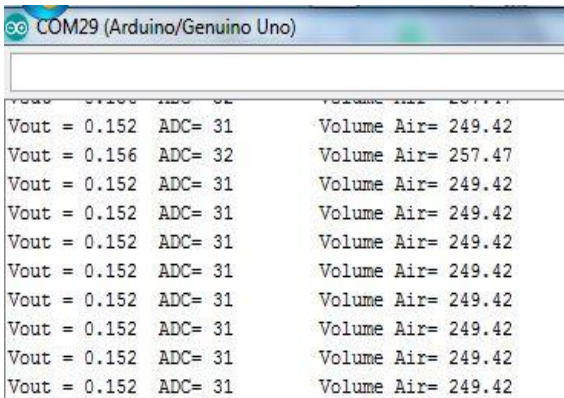 COM29 (Arduino/Genuino Uno)
Vout = 0.152 ADC= 31 Volume Air= 249.42
Vout = 0.156 ADC= 32 Volume Air= 257.47
Vout = 0.152 ADC= 31 Volume Air= 249.42
Vout = 0.152 ADC= 31 Volume Air= 249.42
Vout = 0.152 ADC= 31 Volume Air= 249.42
Vout = 0.152 ADC= 31 Volume Air= 249.42
Vout = 0.152 ADC= 31 Volume Air= 249.42
Vout = 0.152 ADC= 31 Volume Air= 249.42
Vout = 0.152 ADC= 31 Volume Air= 249.42
Vout = 0.152 ADC= 31 Volume Air= 249.42